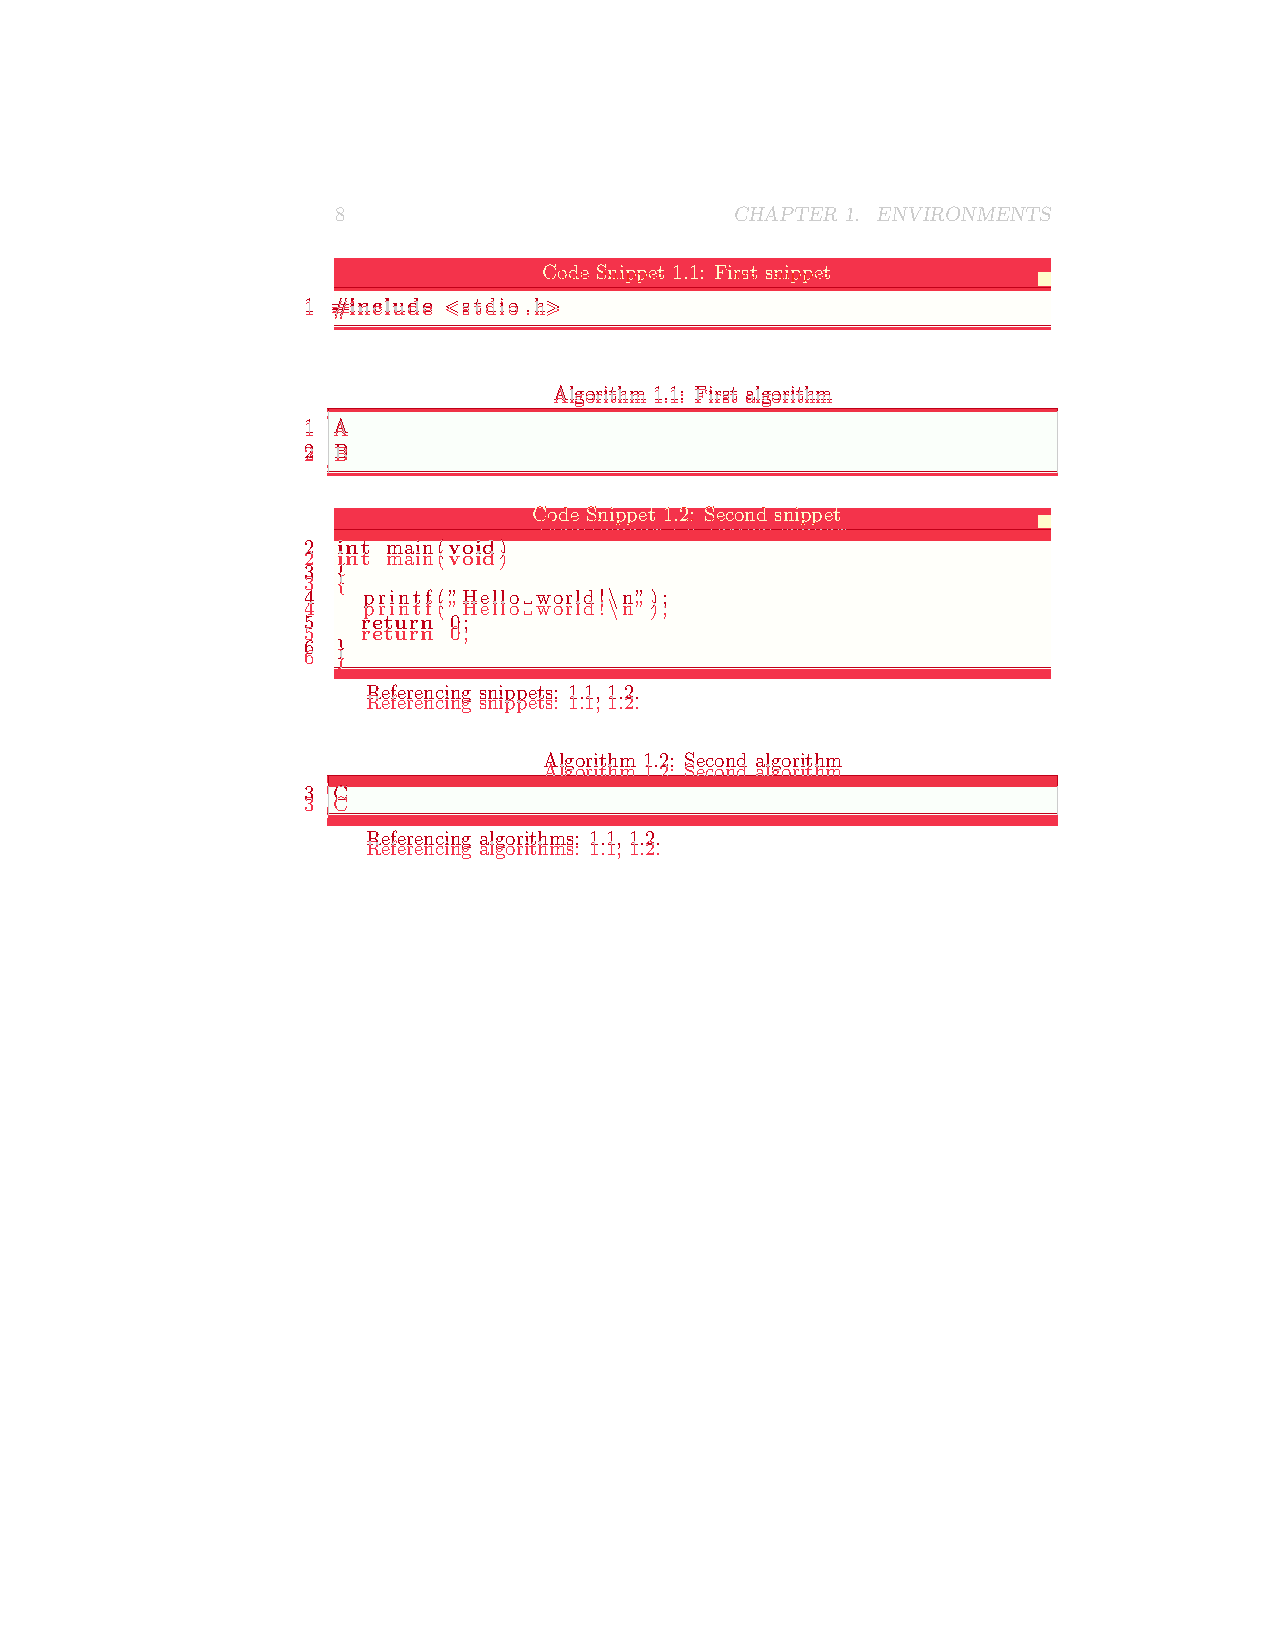 8 CHAPTER 1. ENVIRONMENTS
Code Snippet 1.1: First snippet
1 #include <stdio.h>
Algorithm 1.1: First algorithm
1 A
2 B
Code Snippet 1.2: Second snippet
2 int main(void)
3 {
4 printf("Hello␣world!\n");
5 return 0;
6 }
Referencing snippets: 1.1, 1.2.
Algorithm 1.2: Second algorithm
3 C
Referencing algorithms: 1.1, 1.2.